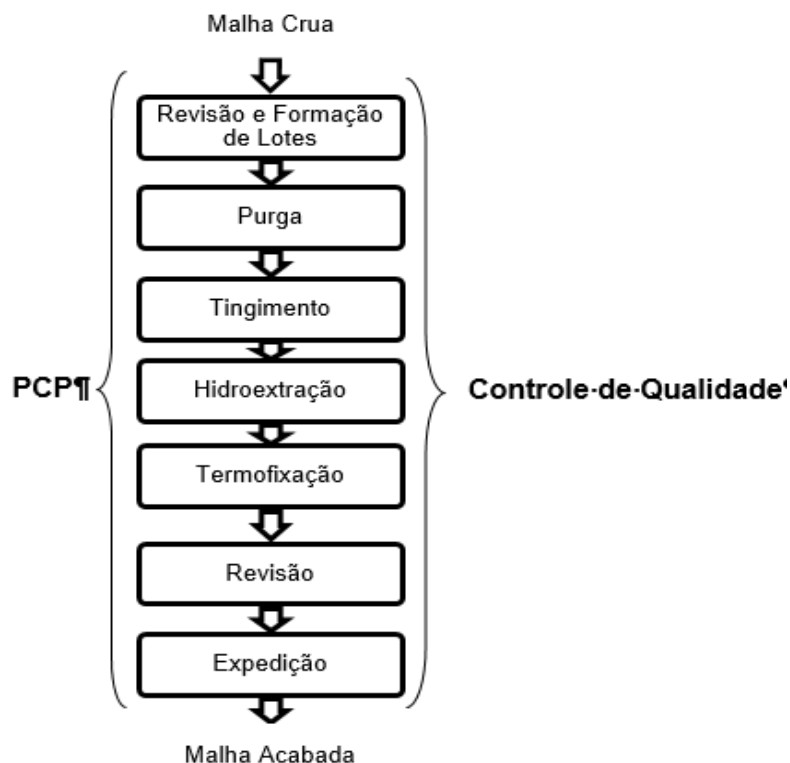 Malha Crua
Revisão e Formação
de Lotes
Purga
Tingimento
PCP¶
Hidroextração
Controle·de·Qualidade¶
Termofixação
Revisão
Expedição
Malha Acabada